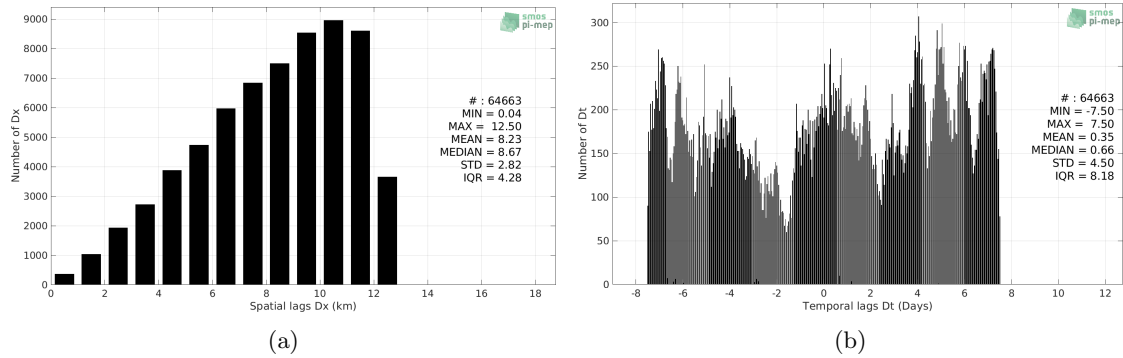 smos
pi-mep
9000
8000
7000
6000
5000
4000
3000
2000
1000
0
Number of Dx
# : 64663
MIN = 0.04
MAX = 12.50
MEAN = 8.23
MEDIAN = 8.67
STD = 2.82
IQR = 4.28
0 2 4 6 8 10 12 14 16 18
Spatial lags Dx (km)
(a)
smos
pi-mep
300
250
200
150
100
50
0
Number of Dt
# : 64663
MIN = -7.50
MAX = 7.50
MEAN = 0.35
MEDIAN = 0.66
STD = 4.50
IQR = 8.18
-8 -6 -4 -2 0 2 4 6 8 10 12
Temporal lags Dt (Days)
(b)